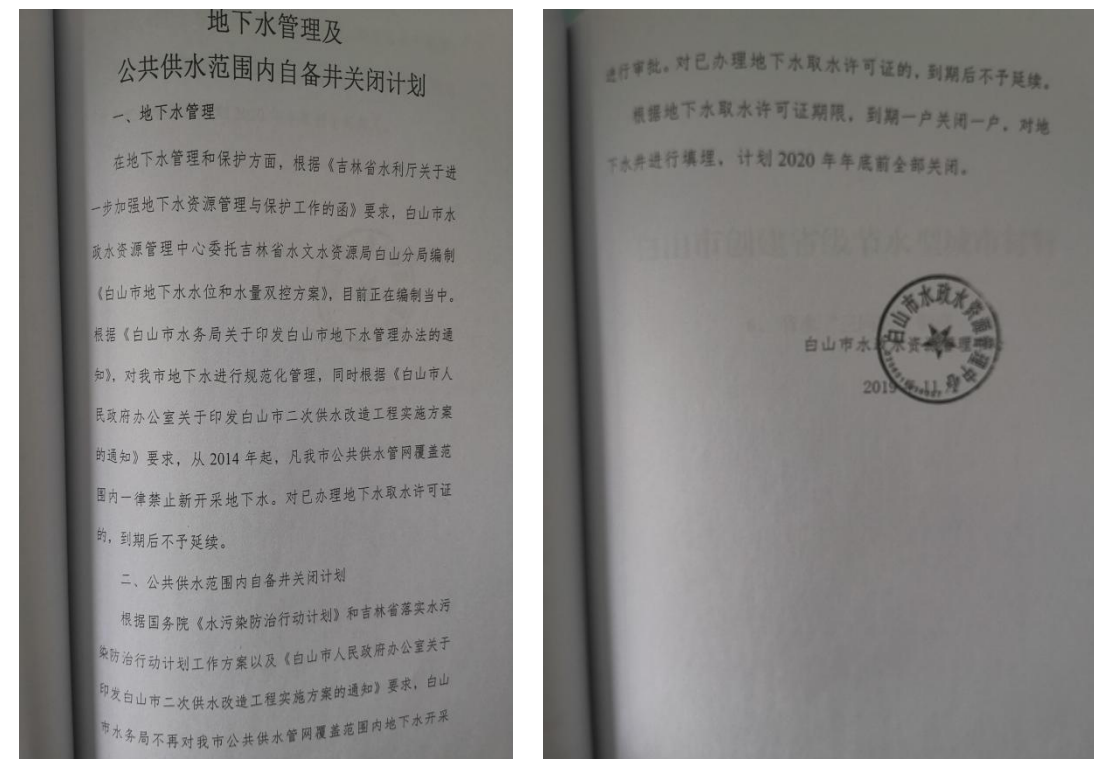 地下水管理及
公共供水范围内自备井关闭计划
一、地下水管理
在地下水管理和保护方面，根据《吉林省水利厅关于进
一步加强地下水资源管理与保护工作的函》要求，白山市水
政水资源管理中心委托吉林省水文水资源局白山分局编制
《白山市地下水水位和水量双控方案》，目前正在编制当中。
根据《白山市水务局关于印发白山市地下水管理办法的通
知》，对我市地下水进行规范化管理，同时根据《白山市人
民政府办公室关于印发白山市二次供水改造工程实施方案
的通知》要求，从 2014 年起，凡我市公共供水管网覆盖范
围内一律禁止新开采地下水。对已办理地下水取水许可证
的，到期后不予延续。
二、公共供水范围内自备井关闭计划
根据国务院《水污染防治行动计划》和吉林省落实水污
染防治行动计划工作方案以及《白山市人民政府办公室关于
印发白山市二次供水改造工程实施方案的通知》要求，白山
市水务局不再对我市公共供水管网覆盖范围内地下水开采
进行审批。对已办理地下水取水许可证的，到期后不予延续。
根据地下水取水许可证期限，到期一户关闭一户，对地
下水井进行填埋，计划 2020 年年底前全部关闭。
白山市水政水资源管理中心
白山市水政水资源管理
2019 11